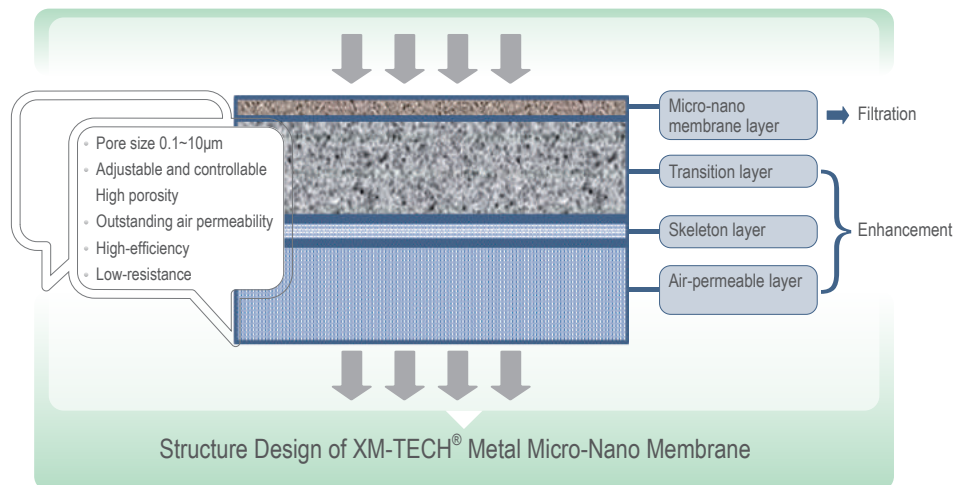 Pore size 0.1~10μm
Adjustable and controllable
High porosity
Outstanding air permeability
High-efficiency
Low-resistance
Micro-nano
membrane layer
Filtration
Transition layer
Skeleton layer
Enhancement
Air-permeable layer
Structure Design of XM-TECH® Metal Micro-Nano Membrane